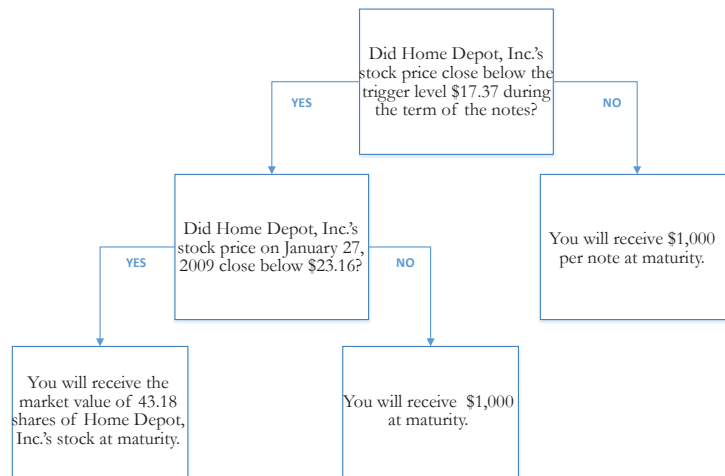 Did Home Depot, Inc.'s
stock price close below the
trigger level $17.37 during
the term of the notes?
YES
NO
Did Home Depot, Inc.'s
stock price on January 27,
2009 close below $23.16?
You will receive $1,000
per note at maturity.
YES
NO
You will receive the
market value of 43.18
shares of Home Depot,
Inc.'s stock at maturity.
You will receive $1,000
at maturity.